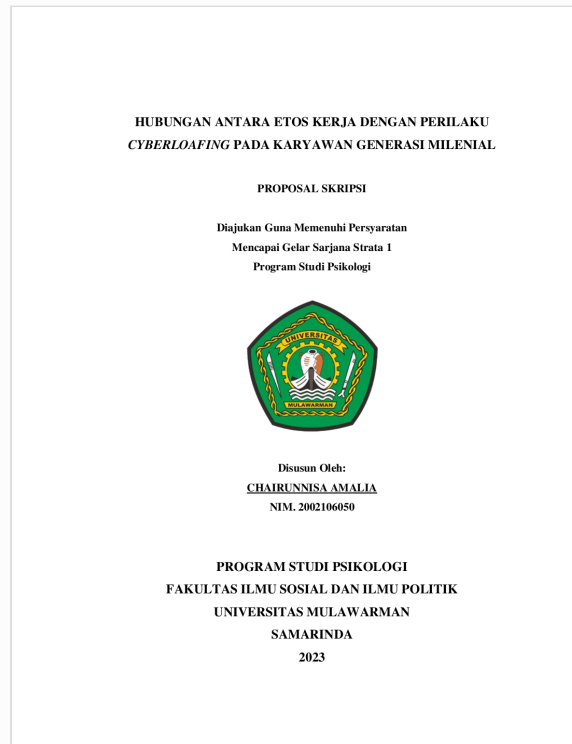 HUBUNGAN ANTARA ETOS KERJA DENGAN PERILAKU
CYBERLOAFING PADA KARYAWAN GENERASI MILENIAL
PROPOSAL SKRIPSI
Diajukan Guna Memenuhi Persyaratan
Mencapai Gelar Sarjana Strata 1
Program Studi Psikologi
UNIVERSITAS
MULAWARMAN
Disusun Oleh:
CHAIRUNNISA AMALIA
NIM. 2002106050
PROGRAM STUDI PSIKOLOGI
FAKULTAS ILMU SOSIAL DAN ILMU POLITIK
UNIVERSITAS MULAWARMAN
SAMARINDA
2023